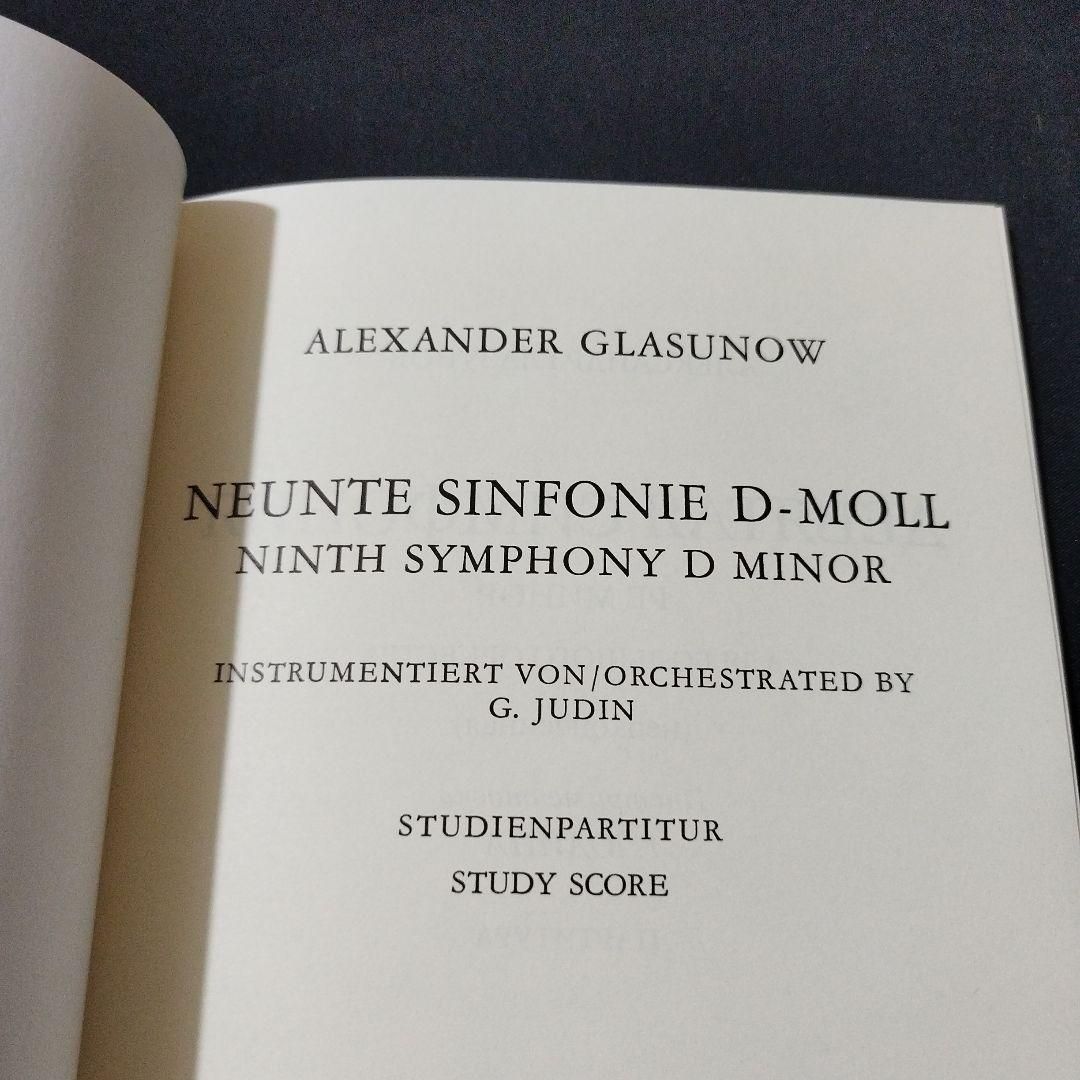 ALEXANDER GLASUNOW
NEUNTE SINFONIE D-MOLL
NINTH SYMPHONY D MINOR
INSTRUMENTIERT VON/ORCHESTRATED BY
G. JUDIN
STUDIENPARTITUR
STUDY SCORE